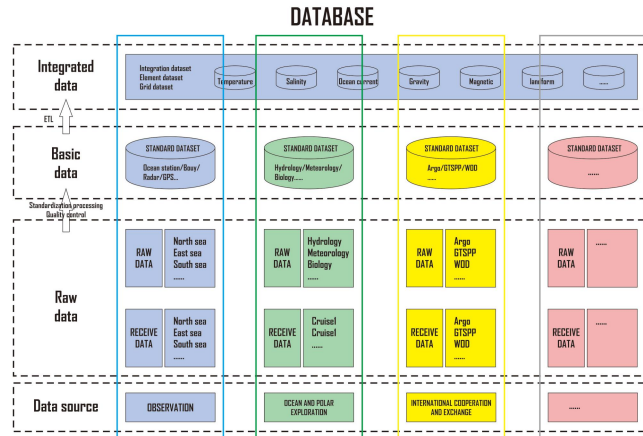 DATABASE
Integrated
data
Integration dataset
Element dataset
Grid dataset
Temperature
Salinity
Ocean current
Gravity
Magnetic
landform
......
ETL
Basic
data
STANDARD DATASET
Ocean station/Bouy/
Radar/GPS...
STANDARD DATASET
Hydrology/Meteorology/
Biology......
STANDARD DATASET
Argo/GTSPP/WOD
......
STANDARD DATASET
......
Standardization processing
Quality control
Raw
data
RAW
DATA
North sea
East sea
South sea
......
RAW
DATA
Hydrology
Meteorology
Biology
......
RAW
DATA
Argo
GTSPP
WOD
......
RAW
DATA
......
RECEIVE
DATA
North sea
East sea
South sea
......
RECEIVE
DATA
Cruise1
Cruise1
......
RECEIVE
DATA
Argo
GTSPP
WOD
......
RECEIVE
DATA
......
Data source
OBSERVATION
OCEAN AND POLAR
EXPLORATION
INTERNATIONAL COOPERATION
AND EXCHANGE
......